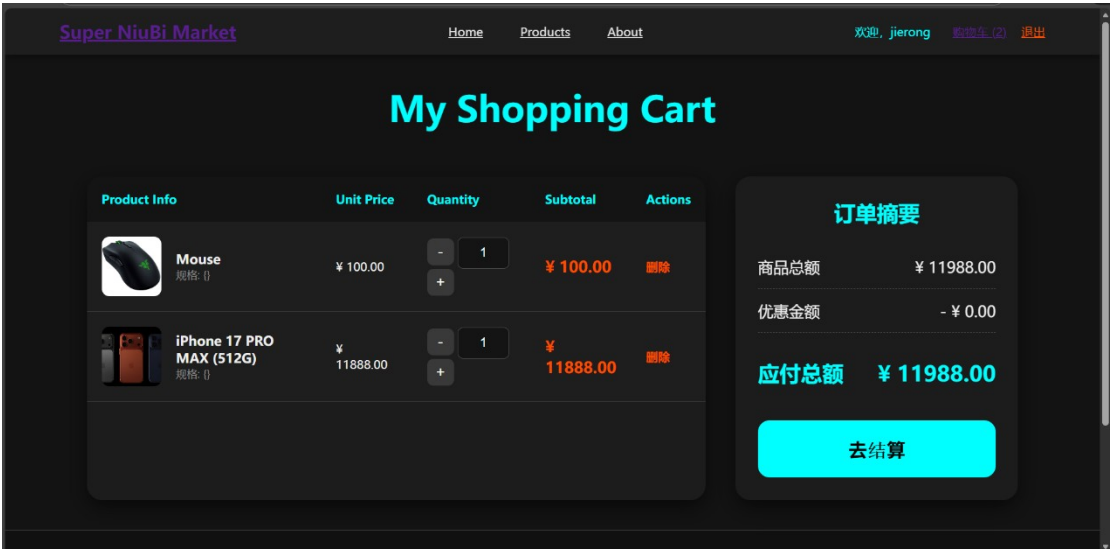 Super NiuBi Market
Home Products About
欢迎, jierong 购物车 (2) 退出
My Shopping Cart
Product Info Unit Price Quantity Subtotal Actions
Mouse
规格: {}
¥ 100.00
- 1
+
¥ 100.00
删除
iPhone 17 PRO
MAX (512G)
规格: {}
¥
11888.00
- 1
+
¥
11888.00
删除
订单摘要
商品总额 ¥ 11988.00
优惠金额 - ¥ 0.00
应付总额 ¥ 11988.00
去结算